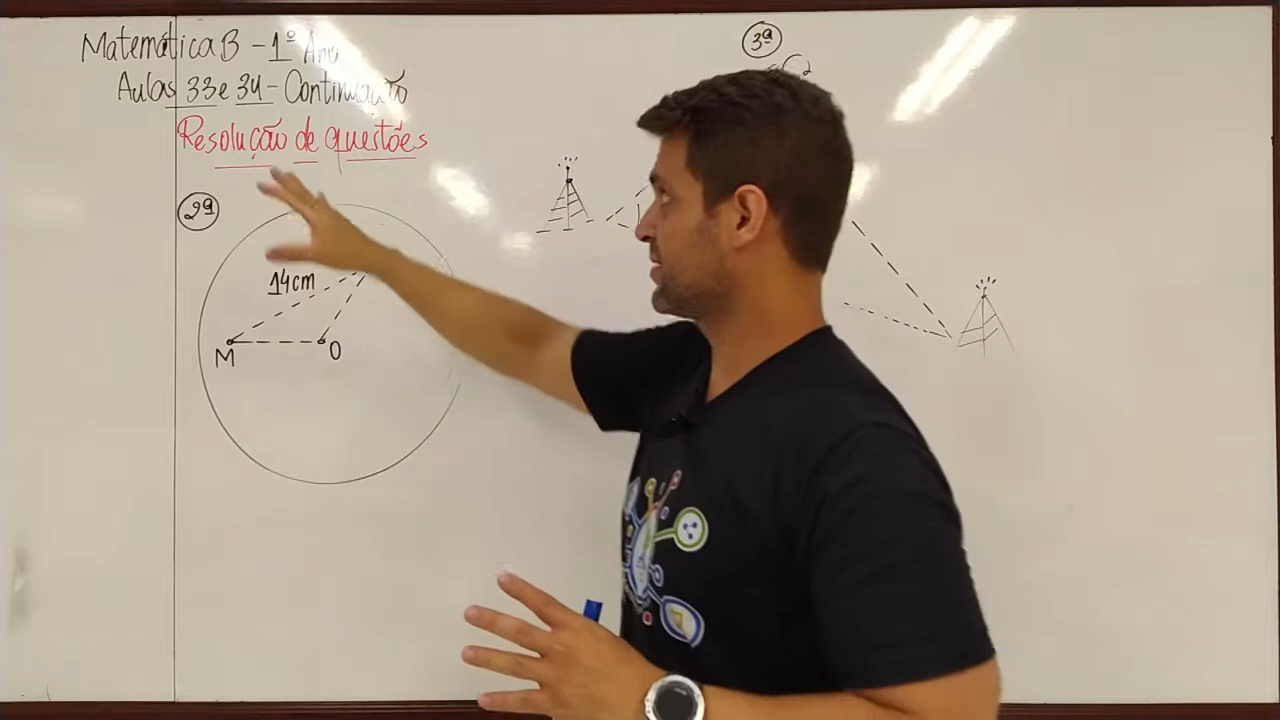 Matemática B - 1º Ano
Aulas 33 e 34 - Continuação
Resolução de questões
2ª
14cm
M
O
3ª